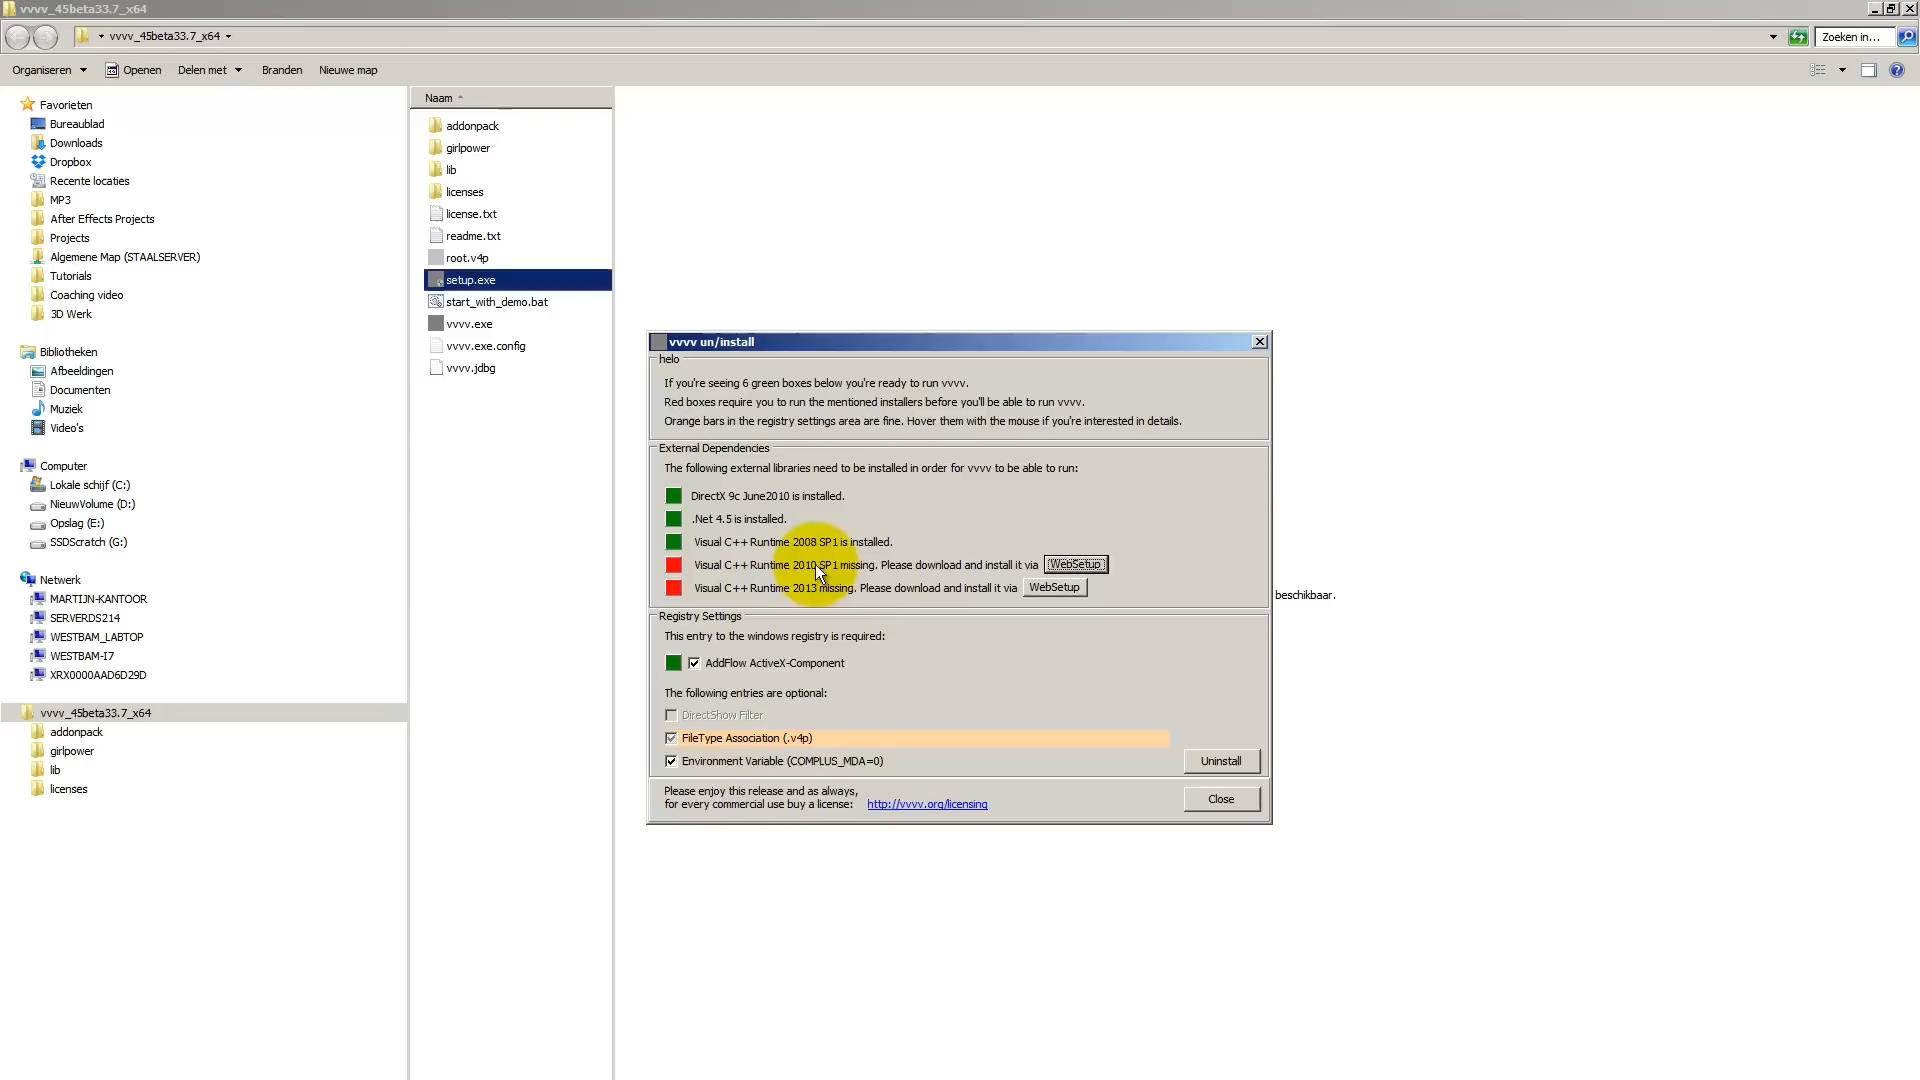 vvvv_45beta33.7_x64
vvvv_45beta33.7_x64
Zoeken in...
Organiseren
Openen
Delen met
Branden
Nieuwe map
Favorieten
Bureaublad
Downloads
Dropbox
Recente locaties
MP3
After Effects Projects
Projects
Algemene Map (STAALSERVER)
Tutorials
Coaching video
3D Werk
Bibliotheken
Afbeeldingen
Documenten
Muziek
Video's
Computer
Lokale schijf (C:)
NieuwVolume (D:)
Opslag (E:)
SSDScratch (G:)
Netwerk
MARTIJN-KANTOOR
SERVERDS214
WESTBAM_LABTOP
WESTBAM-I7
XRX0000AAD6D29D
vvvv_45beta33.7_x64
addonpack
girlpower
lib
licenses
Naam
addonpack
girlpower
lib
licenses
license.txt
readme.txt
root.v4p
setup.exe
start_with_demo.bat
vvvv.exe
vvvv.exe.config
vvvv.jdbg
vvvv un/install
helo
If you're seeing 6 green boxes below you're ready to run vvvv.
Red boxes require you to run the mentioned installers before you'll be able to run vvvv.
Orange bars in the registry settings area are fine. Hover them with the mouse if you're interested in details.
External Dependencies
The following external libraries need to be installed in order for vvvv to be able to run:
DirectX 9c June2010 is installed.
.Net 4.5 is installed.
Visual C++ Runtime 2008 SP1 is installed.
Visual C++ Runtime 2010 SP1 missing. Please download and install it via WebSetup
Visual C++ Runtime 2013 missing. Please download and install it via WebSetup
Registry Settings
This entry to the windows registry is required:
AddFlow ActiveX-Component
The following entries are optional:
DirectShow Filter
FileType Association (.v4p)
Environment Variable (COMPLUS_MDA=0)
Uninstall
Please enjoy this release and as always,
for every commercial use buy a license: http://vvvv.org/licensing
Close
beschikbaar.